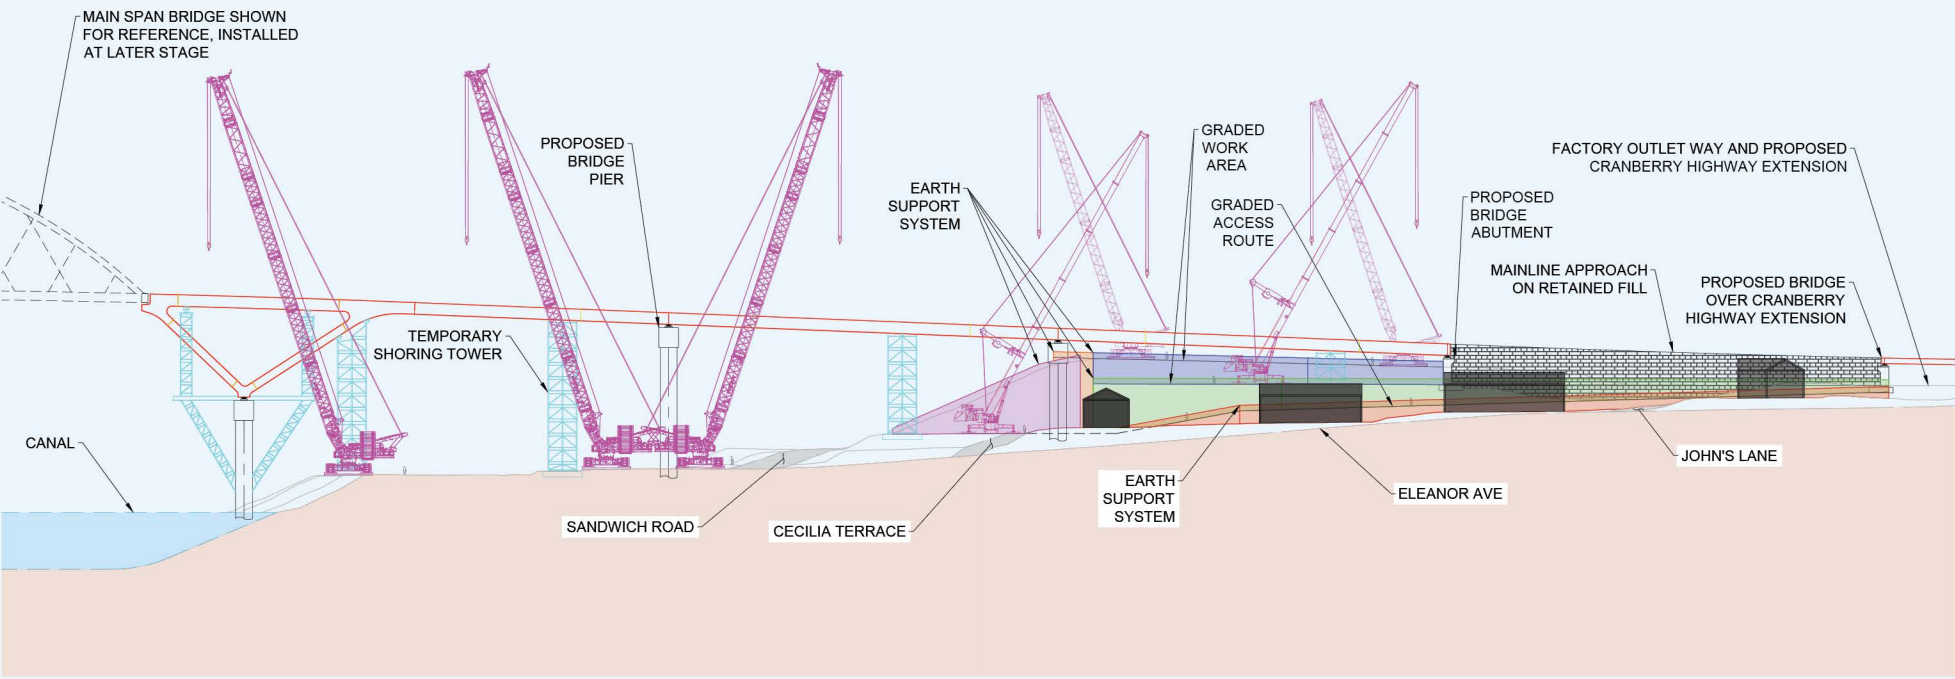 MAIN SPAN BRIDGE SHOWN
FOR REFERENCE, INSTALLED
AT LATER STAGE
PROPOSED
BRIDGE
PIER
EARTH
SUPPORT
SYSTEM
GRADED
WORK
AREA
GRADED
ACCESS
ROUTE
FACTORY OUTLET WAY AND PROPOSED
CRANBERRY HIGHWAY EXTENSION
PROPOSED
BRIDGE
ABUTMENT
MAINLINE APPROACH
ON RETAINED FILL
PROPOSED BRIDGE
OVER CRANBERRY
HIGHWAY EXTENSION
TEMPORARY
SHORING TOWER
CANAL
SANDWICH ROAD
CECILIA TERRACE
EARTH
SUPPORT
SYSTEM
ELEANOR AVE
JOHN'S LANE